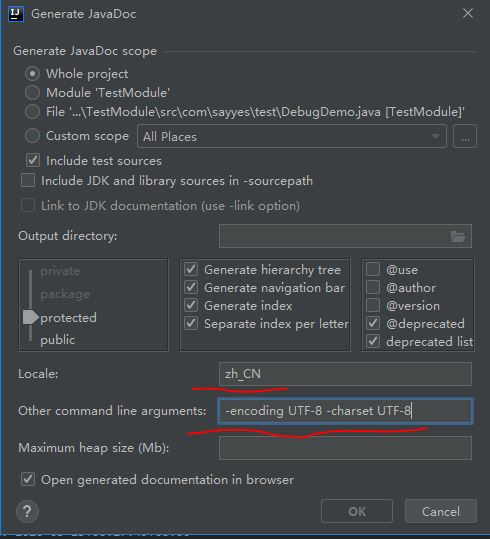 IJ Generate JavaDoc
Generate JavaDoc scope
Whole project
Module 'TestModule'
File '...\TestModule\src\com\sayyes\test\DebugDemo.java [TestModule]'
Custom scope All Places ...
Include test sources
Include JDK and library sources in -sourcepath
Link to JDK documentation (use -link option)
Output directory:
private
package
protected
public
Generate hierarchy tree
Generate navigation bar
Generate index
Separate index per letter
@use
@author
@version
@deprecated
deprecated list
Locale: zh_CN
Other command line arguments: -encoding UTF-8 -charset UTF-8
Maximum heap size (Mb):
Open generated documentation in browser
? OK Cancel